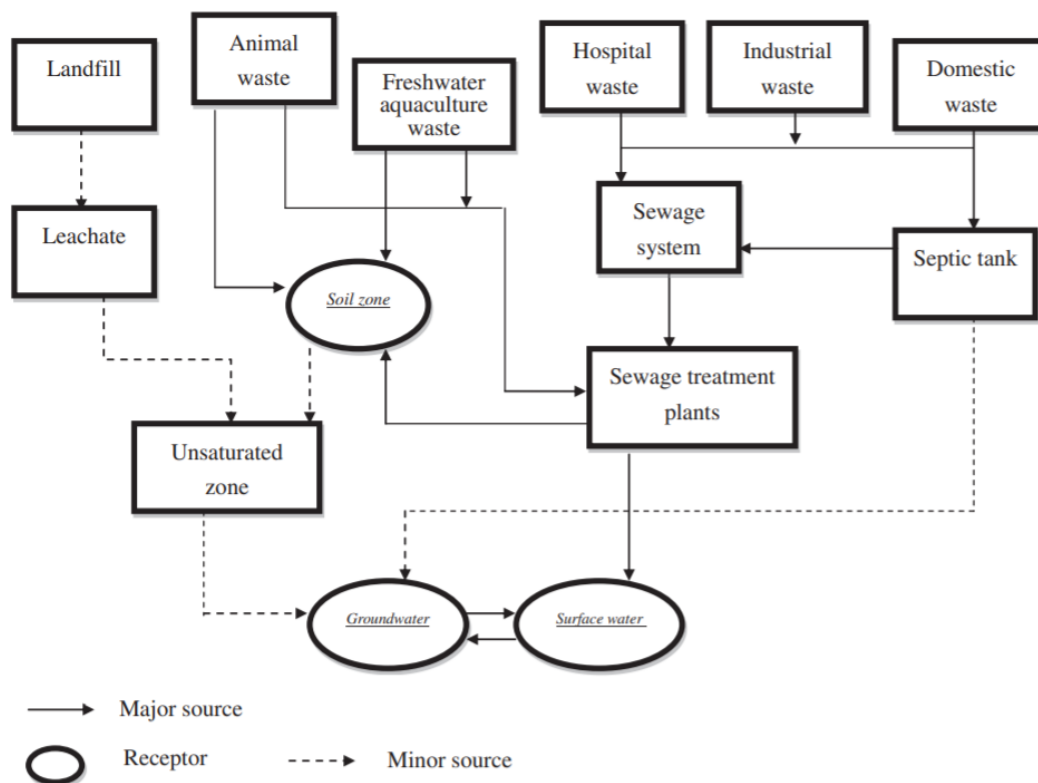 Landfill
Animal
waste
Freshwater
aquaculture
waste
Hospital
waste
Industrial
waste
Domestic
waste
Leachate
Sewage
system
Septic tank
Soil zone
Sewage treatment
plants
Unsaturated
zone
Groundwater
Surface water
Major source
Receptor
Minor source